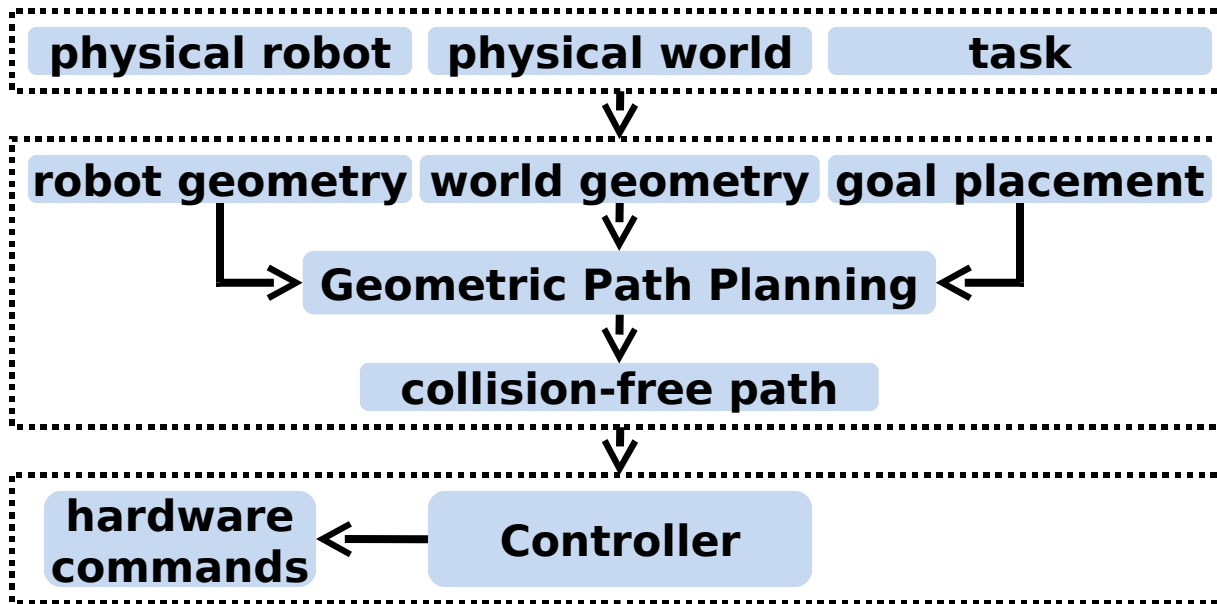 physical robot physical world task
robot geometry world geometry goal placement
Geometric Path Planning
collision-free path
hardware
commands
Controller